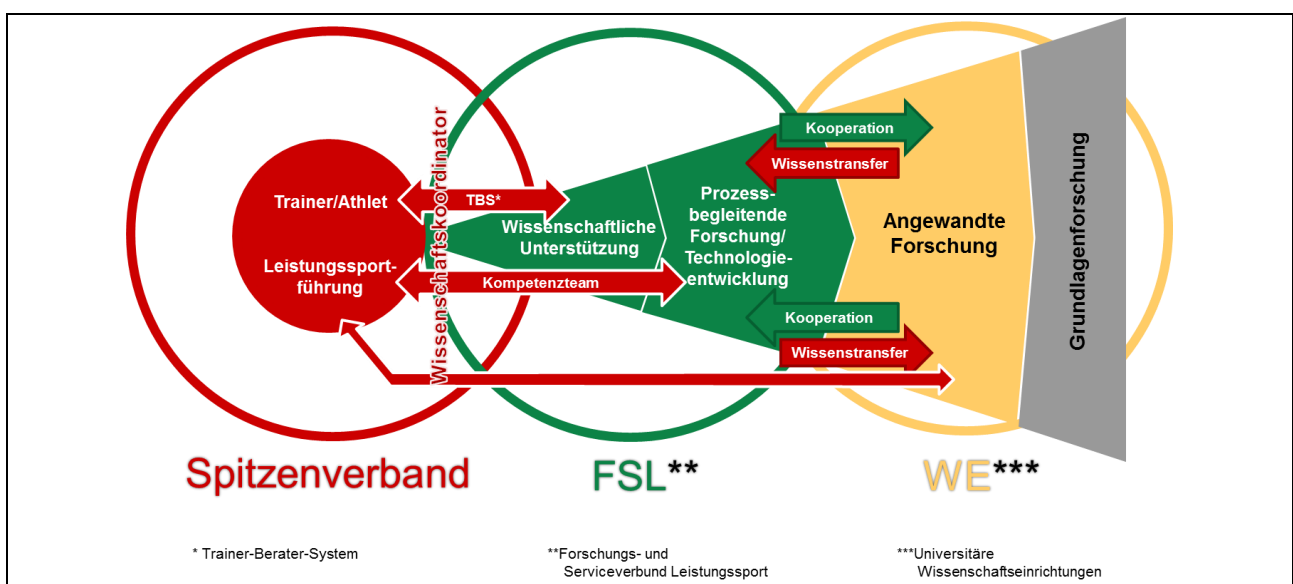 Wissenschaftskoordinator
Trainer/Athlet
Leistungssport-
führung
TBS*
Wissenschaftliche
Unterstützung
Kompetenzteam
Prozess-
begleitende
Forschung/
Technologie-
entwicklung
Kooperation
Wissenstransfer
Angewandte
Forschung
Kooperation
Wissenstransfer
Grundlagenforschung
Spitzenverband
FSL**
WE***
* Trainer-Berater-System
**Forschungs- und
Serviceverbund Leistungssport
***Universitäre
Wissenschaftseinrichtungen